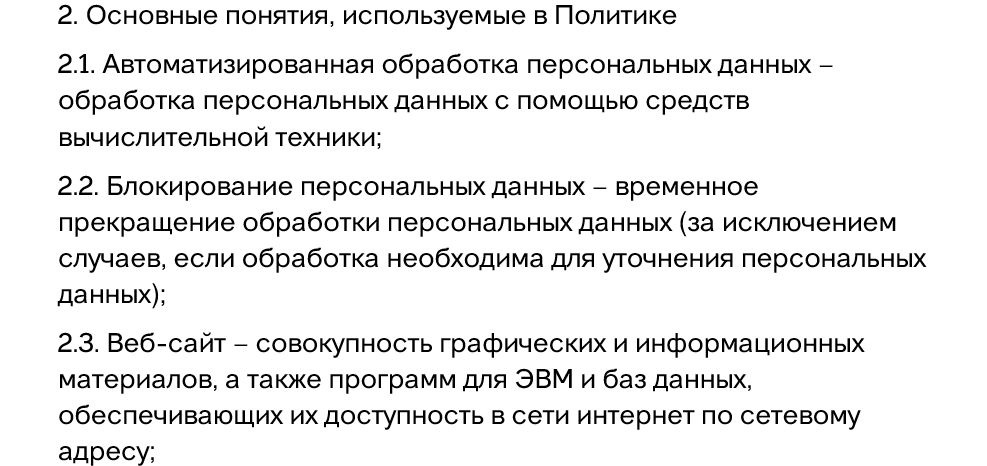 2. Основные понятия, используемые в Политике
2.1. Автоматизированная обработка персональных данных –
обработка персональных данных с помощью средств
вычислительной техники;
2.2. Блокирование персональных данных – временное
прекращение обработки персональных данных (за исключением
случаев, если обработка необходима для уточнения персональных
данных);
2.3. Веб-сайт – совокупность графических и информационных
материалов, а также программ для ЭВМ и баз данных,
обеспечивающих их доступность в сети интернет по сетевому
адресу;